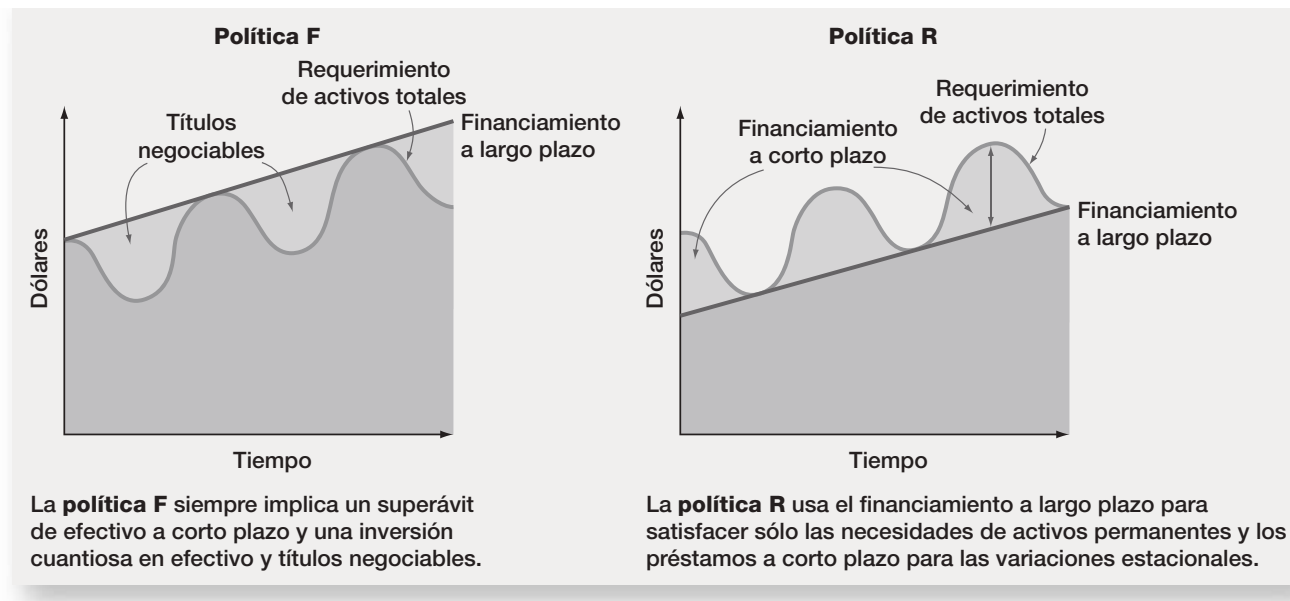 Política F
Requerimiento
de activos totales
Títulos
negociables
Financiamiento
a largo plazo
Dólares
Tiempo
La política F siempre implica un superávit
de efectivo a corto plazo y una inversión
cuantiosa en efectivo y títulos negociables.
Política R
Requerimiento
de activos totales
Financiamiento
a corto plazo
Financiamiento
a largo plazo
Dólares
Tiempo
La política R usa el financiamiento a largo plazo para
satisfacer sólo las necesidades de activos permanentes y los
préstamos a corto plazo para las variaciones estacionales.